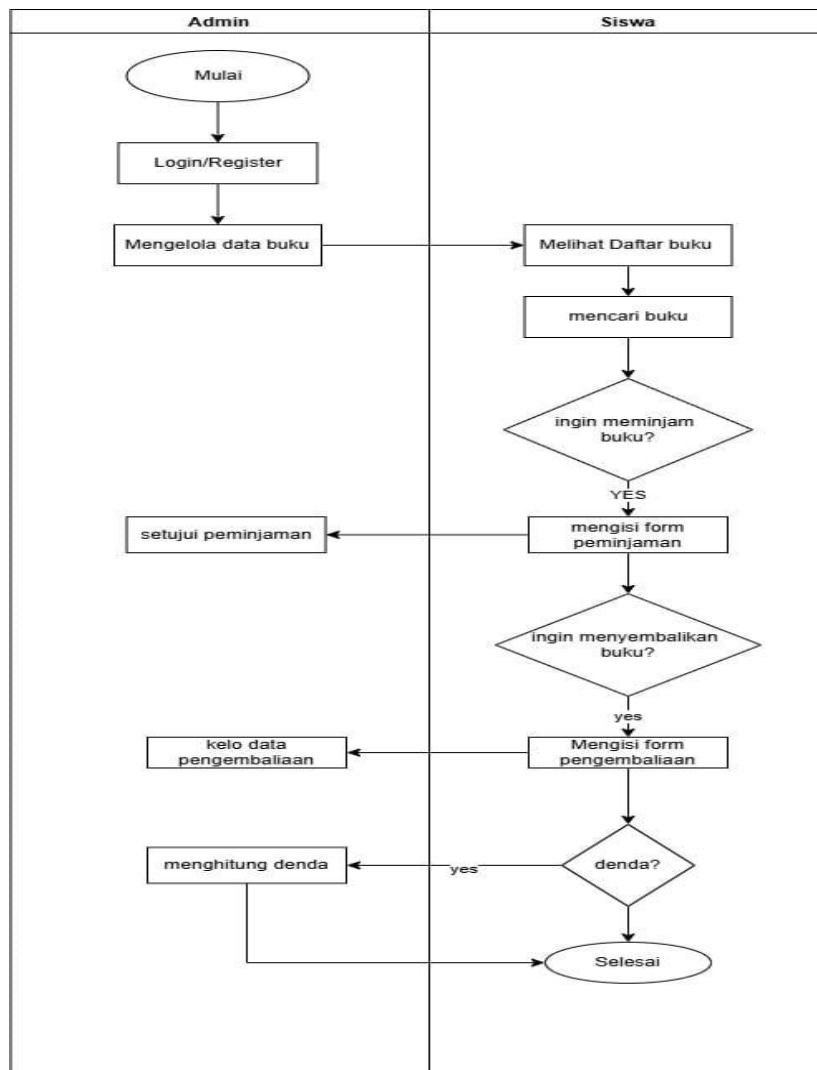 Admin
Siswa
Mulai
Login/Register
Mengelola data buku
Melihat Daftar buku
mencari buku
ingin meminjam
buku?
YES
setujui peminjaman
mengisi form
peminjaman
ingin menyembalikan
buku?
yes
kelo data
pengembaliaan
Mengisi form
pengembaliaan
menghitung denda
yes
denda?
Selesai